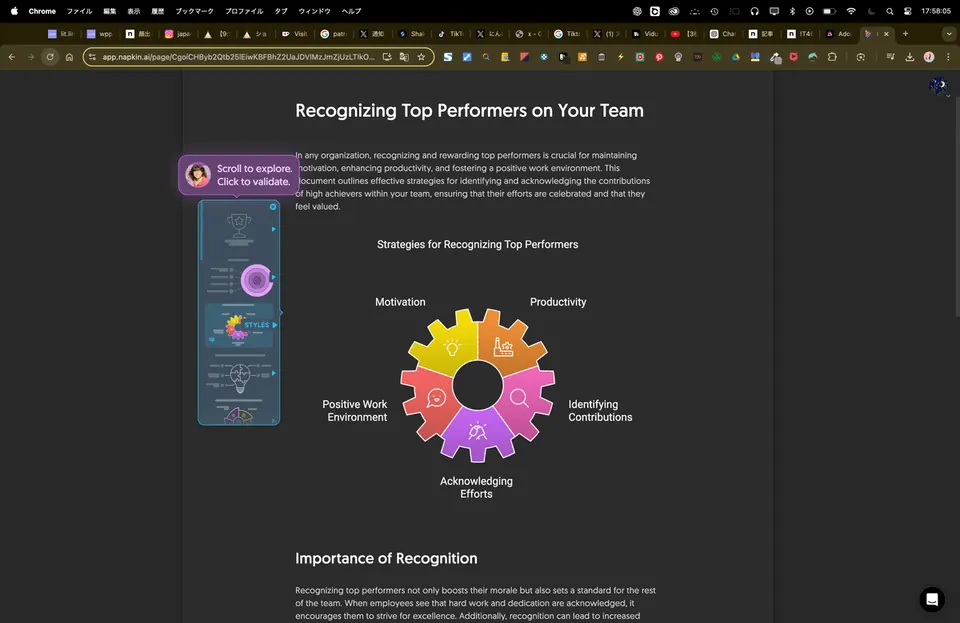 Chrome ファイル 編集 表示 履歴 ブックマーク プロファイル タブ ウィンドウ ヘルプ
17:58:05
Recognizing Top Performers on Your Team
In any organization, recognizing and rewarding top performers is crucial for maintaining
motivation, enhancing productivity, and fostering a positive work environment. This
document outlines effective strategies for identifying and acknowledging the contributions
of high achievers within your team, ensuring that their efforts are celebrated and that they
feel valued.
Scroll to explore.
Click to validate.
STYLES
Strategies for Recognizing Top Performers
Motivation
Productivity
Positive Work
Environment
Identifying
Contributions
Acknowledging
Efforts
Importance of Recognition
Recognizing top performers not only boosts their morale but also sets a standard for the rest
of the team. When employees see that hard work and dedication are acknowledged, it
encourages them to strive for excellence. Additionally, recognition can lead to increased